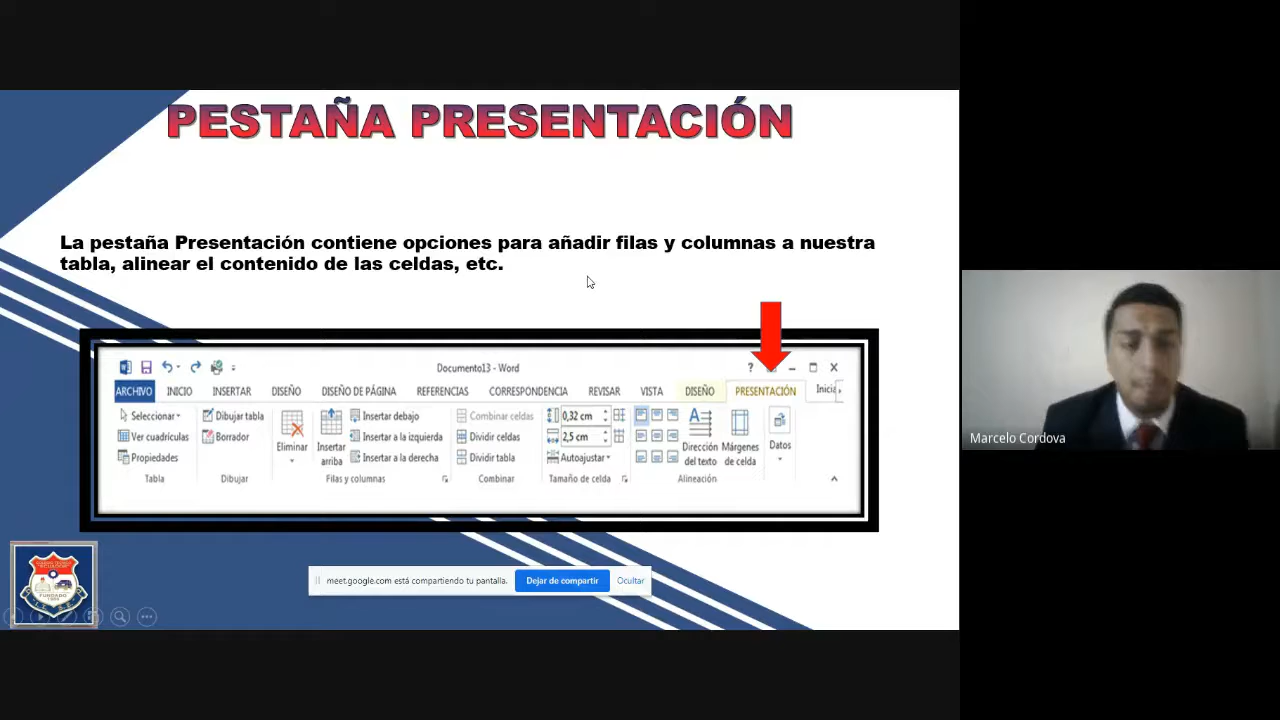 PESTAÑA PRESENTACIÓN
La pestaña Presentación contiene opciones para añadir filas y columnas a nuestra
tabla, alinear el contenido de las celdas, etc.
Documento13 - Word
ARCHIVO INICIO INSERTAR DISEÑO DISEÑO DE PÁGINA REFERENCIAS CORRESPONDENCIA REVISAR VISTA DISEÑO PRESENTACIÓN Inicia
Seleccionar
Ver cuadrículas
Propiedades
Tabla
Dibujar tabla
Borrador
Dibujar
Eliminar
Insertar
arriba
Insertar debajo
Insertar a la izquierda
Insertar a la derecha
Filas y columnas
Combinar celdas
Dividir celdas
Dividir tabla
Combinar
0,32 cm
2,5 cm
Autoajustar
Tamaño de celda
Dirección
del texto
Márgenes
de celda
Alineación
Datos
meet.google.com está compartiendo tu pantalla. Dejar de compartir Ocultar
Marcelo Cordova